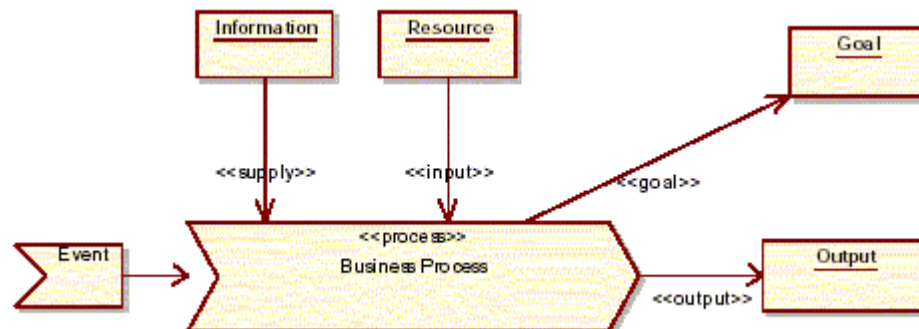 Information
Resource
Goal
<<supply>>
<<input>>
<<goal>>
<<process>>
Event
Business Process
Output
<<output>>